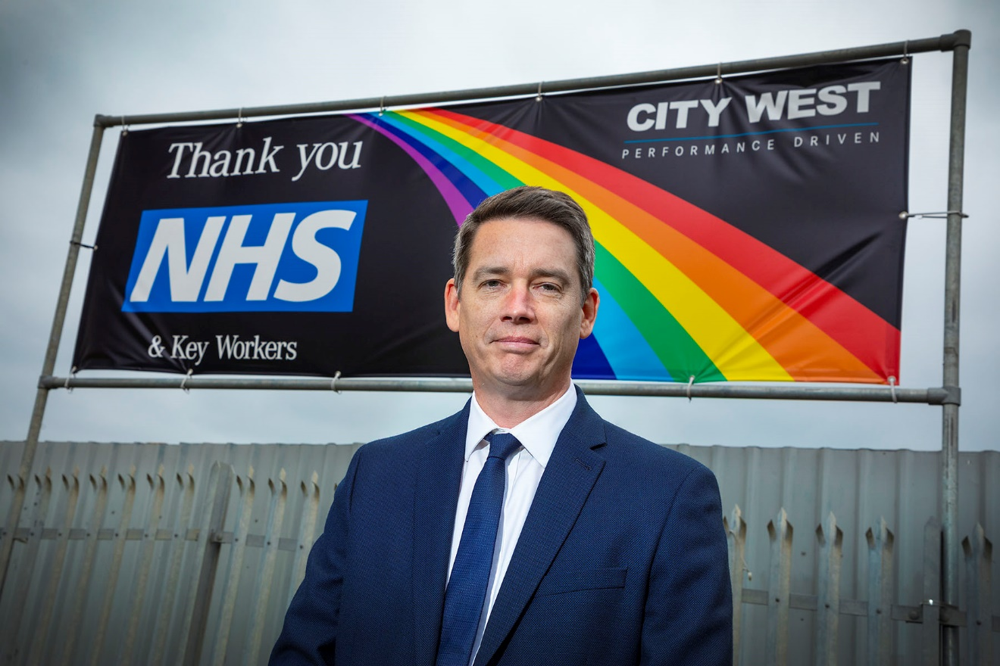 Thank you
NHS
& Key Workers
CITY WEST
PERFORMANCE DRIVEN